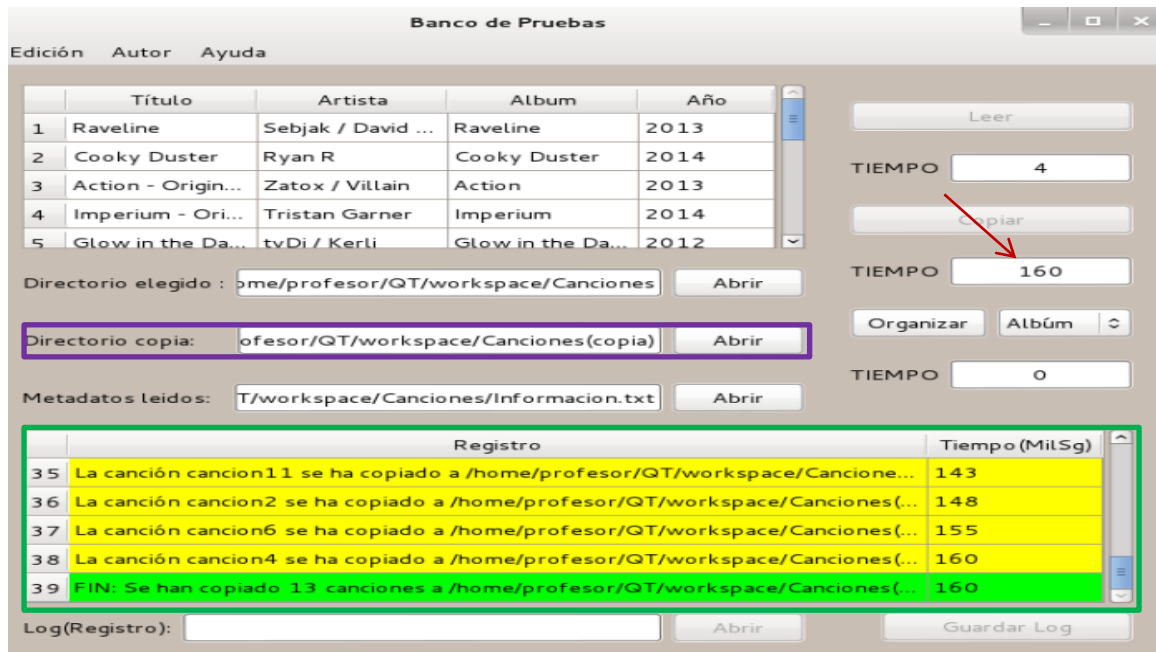 Banco de Pruebas
Edición Autor Ayuda
Título Artista Album Año
1 Raveline Sebjak / David ... Raveline 2013
2 Cooky Duster Ryan R Cooky Duster 2014
3 Action - Origin... Zatox / Villain Action 2013
4 Imperium - Ori... Tristan Garner Imperium 2014
5 Glow in the Da... tyDi / Kerli Glow in the Da... 2012
Leer
TIEMPO 4
Copiar
TIEMPO 160
Organizar Albúm
TIEMPO 0
Directorio elegido : ome/profesor/QT/workspace/Canciones Abrir
Directorio copia: ofesor/QT/workspace/Canciones(copia) Abrir
Metadatos leidos: T/workspace/Canciones/Informacion.txt Abrir
Registro Tiempo(MilSg)
35 La canción cancion11 se ha copiado a /home/profesor/QT/workspace/Cancione... 143
36 La canción cancion2 se ha copiado a /home/profesor/QT/workspace/Canciones(... 148
37 La canción cancion6 se ha copiado a /home/profesor/QT/workspace/Canciones(... 155
38 La canción cancion4 se ha copiado a /home/profesor/QT/workspace/Canciones(... 160
39 FIN: Se han copiado 13 canciones a /home/profesor/QT/workspace/Canciones(... 160
Log(Registro): Abrir Guardar Log